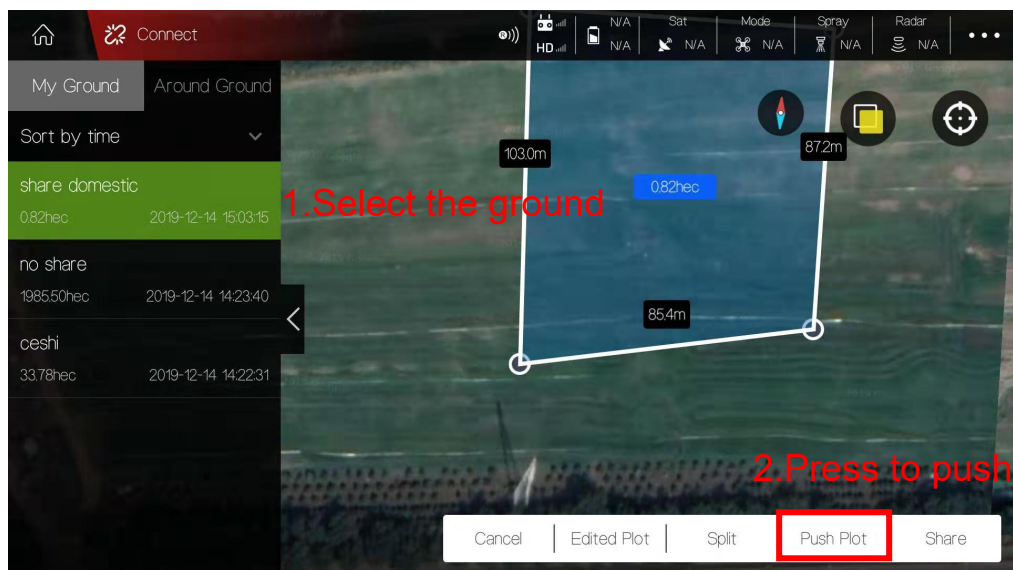 Connect
HD
N/A
N/A
Sat
N/A
Mode
N/A
Spray
N/A
Radar
N/A
My Ground
Around Ground
Sort by time
share domestic
0.82hec
2019-12-14 15:03:15
no share
1985.50hec
2019-12-14 14:23:40
ceshi
33.78hec
2019-12-14 14:22:31
103.0m
87.2m
0.82hec
1.Select the ground
85.4m
2.Press to push
Cancel
Edited Plot
Split
Push Plot
Share